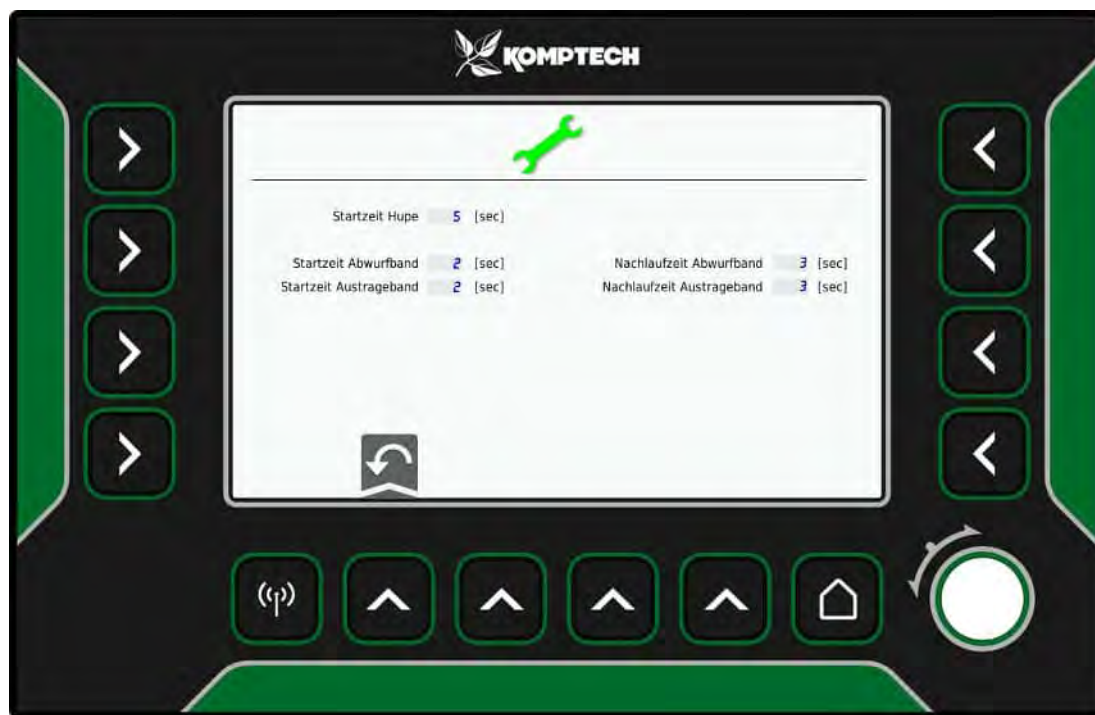 KOMPTECH
Startzeit Hupe 5 [sec]
Startzeit Abwurfband 2 [sec] Nachlaufzeit Abwurfband 3 [sec]
Startzeit Austrageband 2 [sec] Nachlaufzeit Austrageband 3 [sec]